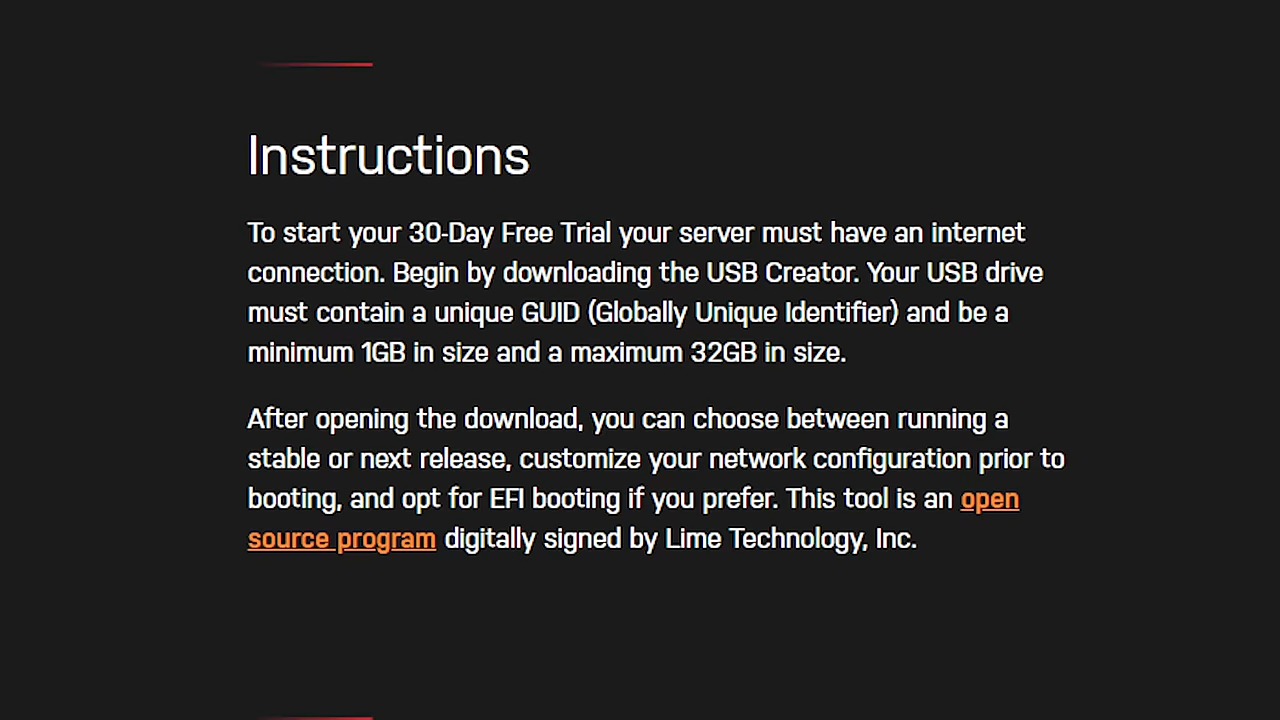 Instructions
To start your 30-Day Free Trial your server must have an internet
connection. Begin by downloading the USB Creator. Your USB drive
must contain a unique GUID (Globally Unique Identifier) and be a
minimum 1GB in size and a maximum 32GB in size.
After opening the download, you can choose between running a
stable or next release, customize your network configuration prior to
booting, and opt for EFI booting if you prefer. This tool is an open
source program digitally signed by Lime Technology, Inc.